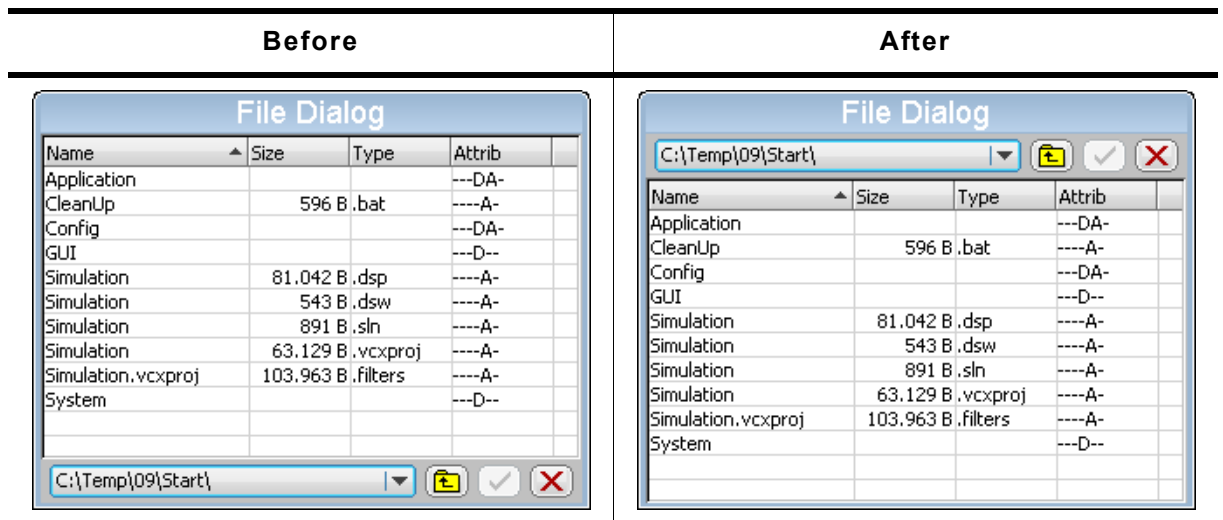 Before After
File Dialog
Name Size Type Attrib
Application ---DA-
CleanUp 596 B .bat ----A-
Config ---DA-
GUI ---D--
Simulation 81.042 B .dsp ----A-
Simulation 543 B .dsw ----A-
Simulation 891 B .sln ----A-
Simulation 63.129 B .vcxproj ----A-
Simulation.vcxproj 103.963 B .filters ----A-
System ---D--
C:\Temp\09\Start\
File Dialog
C:\Temp\09\Start\
Name Size Type Attrib
Application ---DA-
CleanUp 596 B .bat ----A-
Config ---DA-
GUI ---D--
Simulation 81.042 B .dsp ----A-
Simulation 543 B .dsw ----A-
Simulation 891 B .sln ----A-
Simulation 63.129 B .vcxproj ----A-
Simulation.vcxproj 103.963 B .filters ----A-
System ---D--